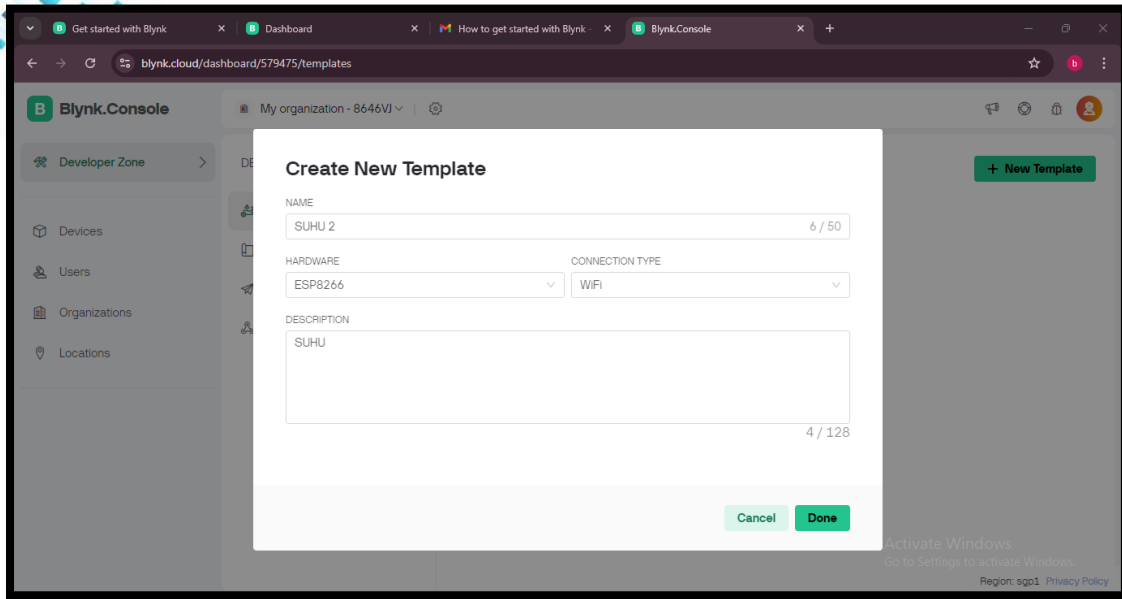 Get started with Blynk
Dashboard
How to get started with Blynk -
Blynk.Console
blynk.cloud/dashboard/579475/templates
b
B Blynk.Console
My organization - 8646VJ
Developer Zone
DE
+ New Template
Devices
Users
Organizations
Locations
Create New Template
NAME
SUHU 2
6 / 50
HARDWARE
CONNECTION TYPE
ESP8266
WiFi
DESCRIPTION
SUHU
4 / 128
Cancel
Done
Activate Windows
Go to Settings to activate Windows.
Region: sgp1 Privacy Policy